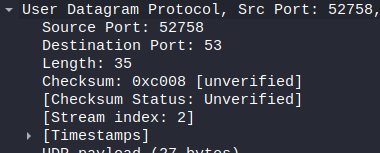 User Datagram Protocol, Src Port: 52758,
Source Port: 52758
Destination Port: 53
Length: 35
Checksum: 0xc008 [unverified]
[Checksum Status: Unverified]
[Stream index: 2]
[Timestamps]
UDP payload (27 bytes)